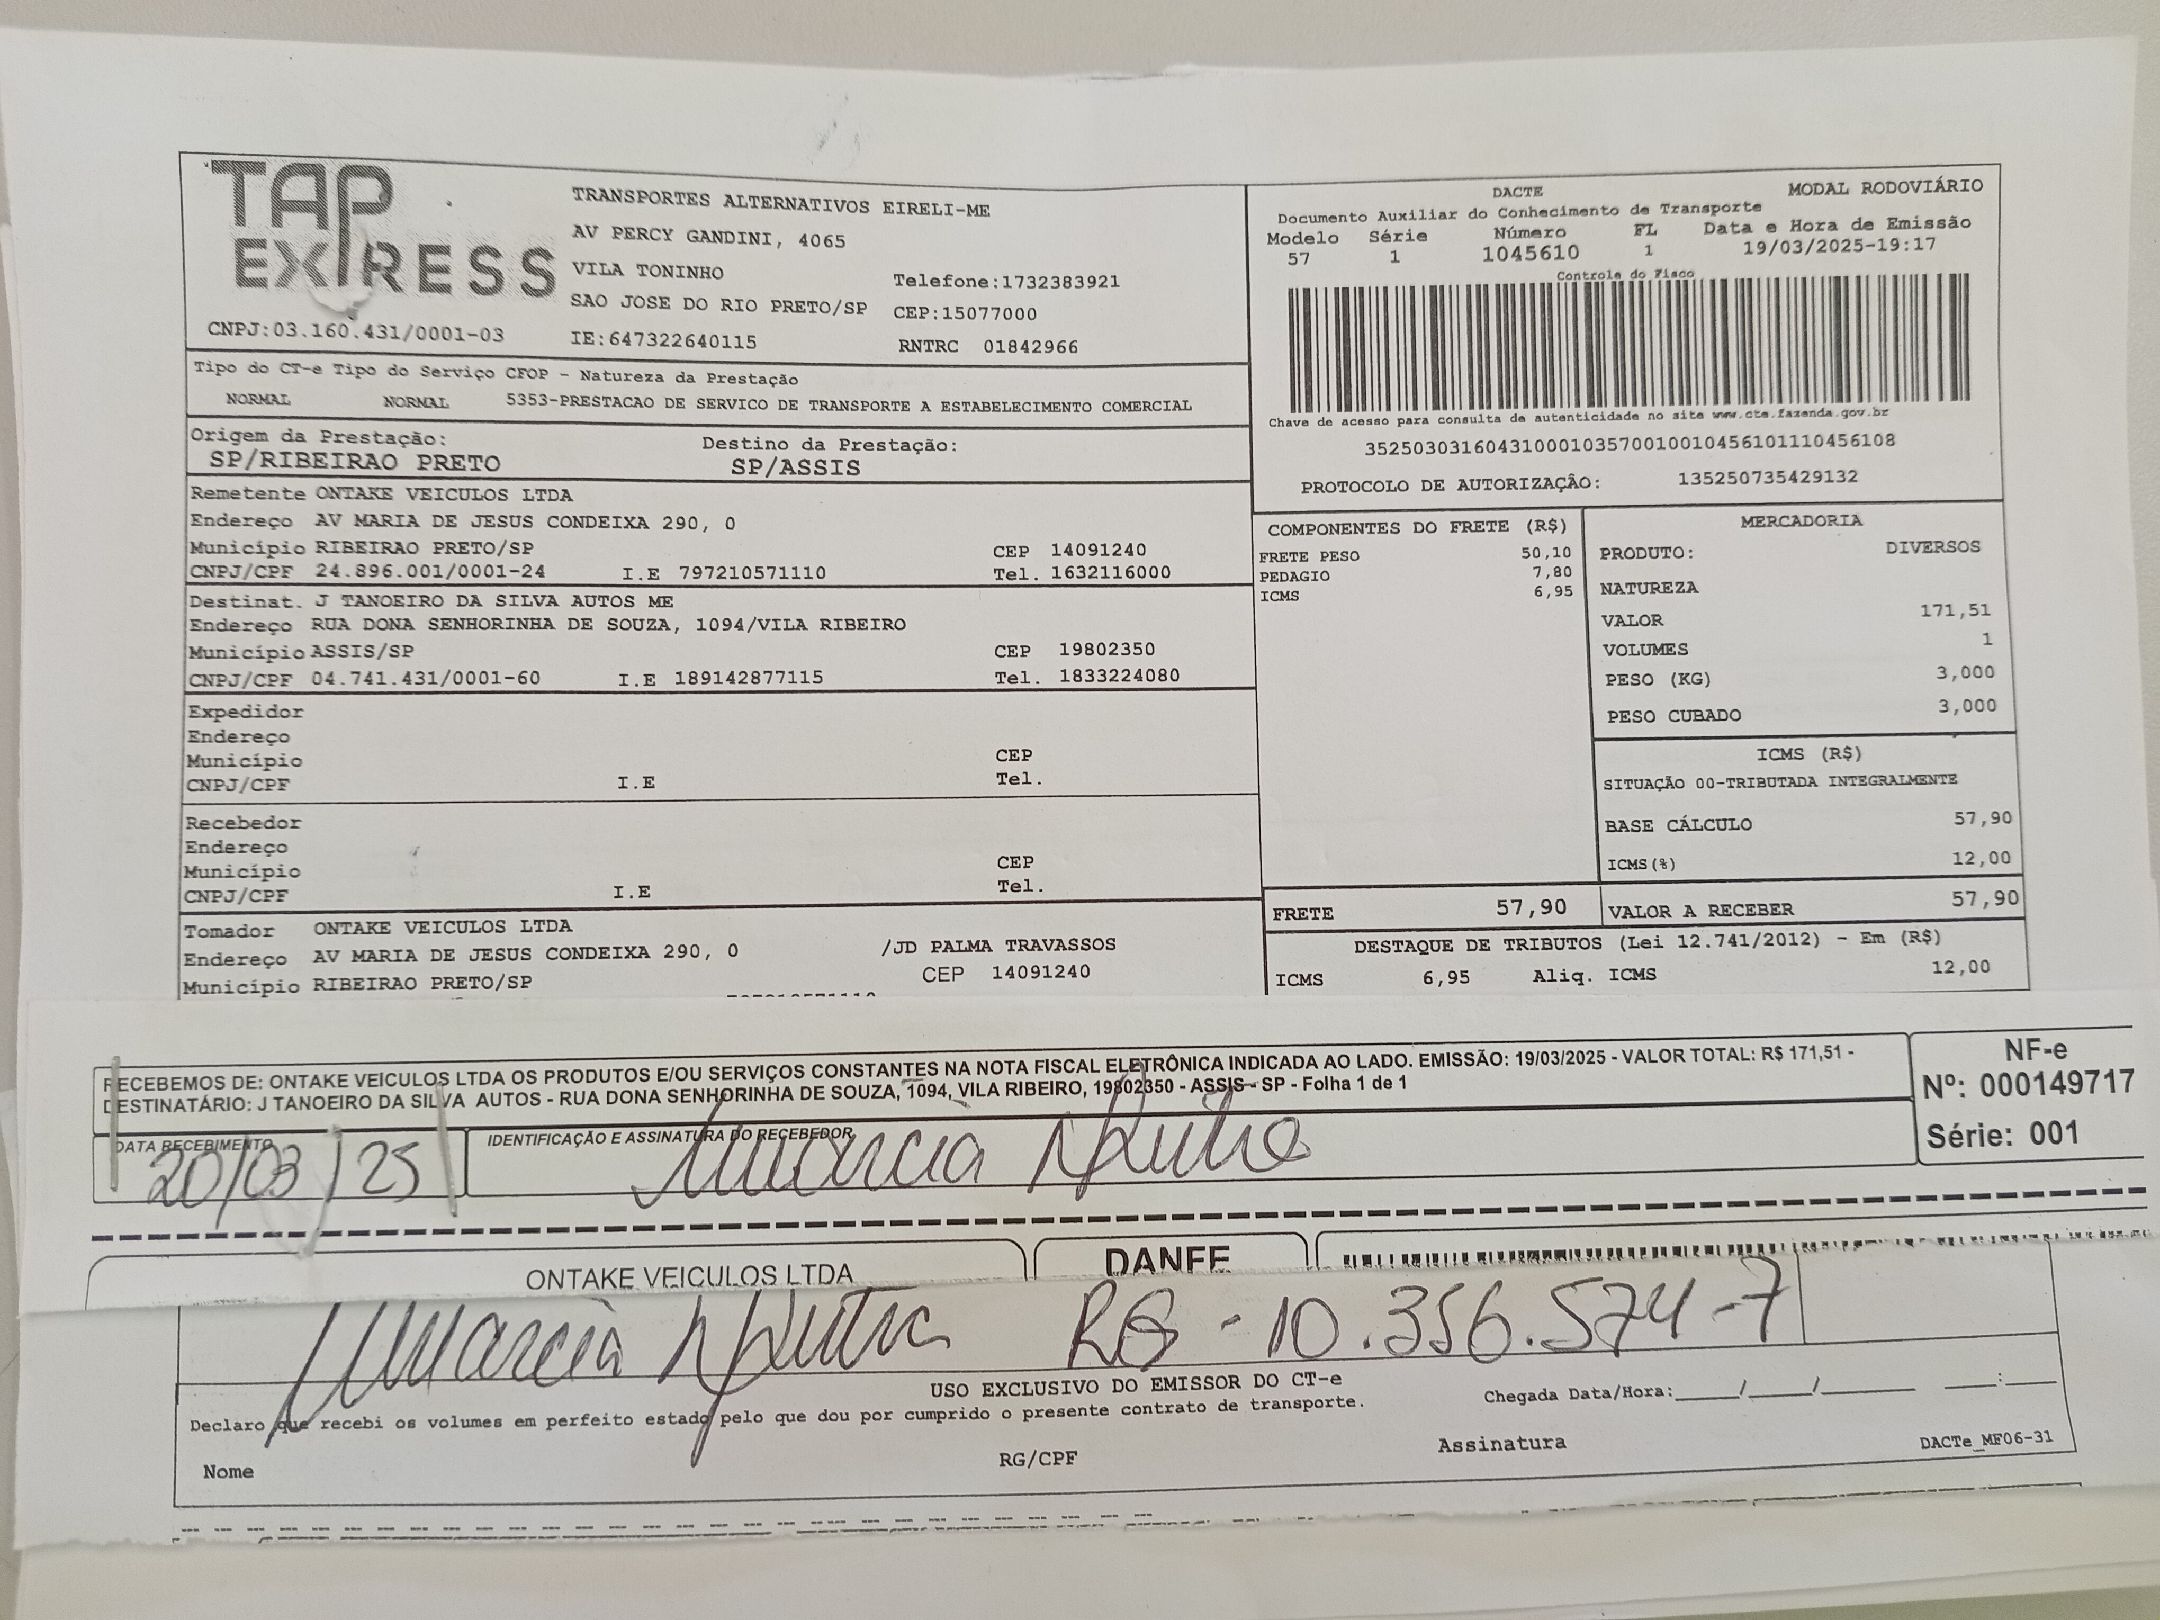 TAP EXPRESS
TRANSPORTES ALTERNATIVOS EIRELI-ME
AV PERCY GANDINI, 4065
VILA TONINHO
Telefone:1732383921
SAO JOSE DO RIO PRETO/SP CEP:15077000
CNPJ:03.160.431/0001-03 IE:647322640115 RNTRC 01842966
DACTE MODAL RODOVIÁRIO
Documento Auxiliar do Conhecimento de Transporte
Modelo Série Número FL Data e Hora de Emissão
57 1 1045610 1 19/03/2025-19:17
Controle do Fisco
Chave de acesso para consulta de autenticidade no site www.cte.fazenda.gov.br
35250303160431000103570010010456101110456108
PROTOCOLO DE AUTORIZAÇÃO: 135250735429132
Tipo do CT-e Tipo do Serviço CFOP - Natureza da Prestação
NORMAL NORMAL 5353-PRESTACAO DE SERVICO DE TRANSPORTE A ESTABELECIMENTO COMERCIAL
Origem da Prestação: Destino da Prestação:
SP/RIBEIRAO PRETO SP/ASSIS
Remetente ONTAKE VEICULOS LTDA
Endereço AV MARIA DE JESUS CONDEIXA 290, 0
Município RIBEIRAO PRETO/SP CEP 14091240
CNPJ/CPF 24.896.001/0001-24 I.E 797210571110 Tel. 1632116000
Destinat. J TANOEIRO DA SILVA AUTOS ME
Endereço RUA DONA SENHORINHA DE SOUZA, 1094/VILA RIBEIRO
Município ASSIS/SP CEP 19802350
CNPJ/CPF 04.741.431/0001-60 I.E 189142877115 Tel. 1833224080
Expedidor
Endereço
Município CEP
CNPJ/CPF I.E Tel.
Recebedor
Endereço
Município CEP
CNPJ/CPF I.E Tel.
Tomador ONTAKE VEICULOS LTDA
Endereço AV MARIA DE JESUS CONDEIXA 290, 0 /JD PALMA TRAVASSOS
Município RIBEIRAO PRETO/SP CEP 14091240
COMPONENTES DO FRETE (R$)
FRETE PESO 50,10
PEDAGIO 7,80
ICMS 6,95
MERCADORIA
PRODUTO: DIVERSOS
NATUREZA
VALOR 171,51
VOLUMES 1
PESO (KG) 3,000
PESO CUBADO 3,000
ICMS (R$)
SITUAÇÃO 00-TRIBUTADA INTEGRALMENTE
BASE CÁLCULO 57,90
ICMS(%) 12,00
FRETE 57,90 VALOR A RECEBER 57,90
DESTAQUE DE TRIBUTOS (Lei 12.741/2012) - Em (R$)
ICMS 6,95 Aliq. ICMS 12,00
RECEBEMOS DE: ONTAKE VEICULOS LTDA OS PRODUTOS E/OU SERVIÇOS CONSTANTES NA NOTA FISCAL ELETRÔNICA INDICADA AO LADO. EMISSÃO: 19/03/2025 - VALOR TOTAL: R$ 171,51 -
DESTINATÁRIO: J TANOEIRO DA SILVA AUTOS - RUA DONA SENHORINHA DE SOUZA, 1094, VILA RIBEIRO, 19802350 - ASSIS - SP - Folha 1 de 1
NF-e
Nº: 000149717
Série: 001
DATA RECEBIMENTO IDENTIFICAÇÃO E ASSINATURA DO RECEBEDOR
20/03/25 Marcia
ONTAKE VEICULOS LTDA DANFE
Marcia RG - 10.356.574-7
USO EXCLUSIVO DO EMISSOR DO CT-e
Declaro que recebi os volumes em perfeito estado pelo que dou por cumprido o presente contrato de transporte.
Chegada Data/Hora:____/____/______ ___:___
Nome RG/CPF Assinatura DACTe_MF06-31